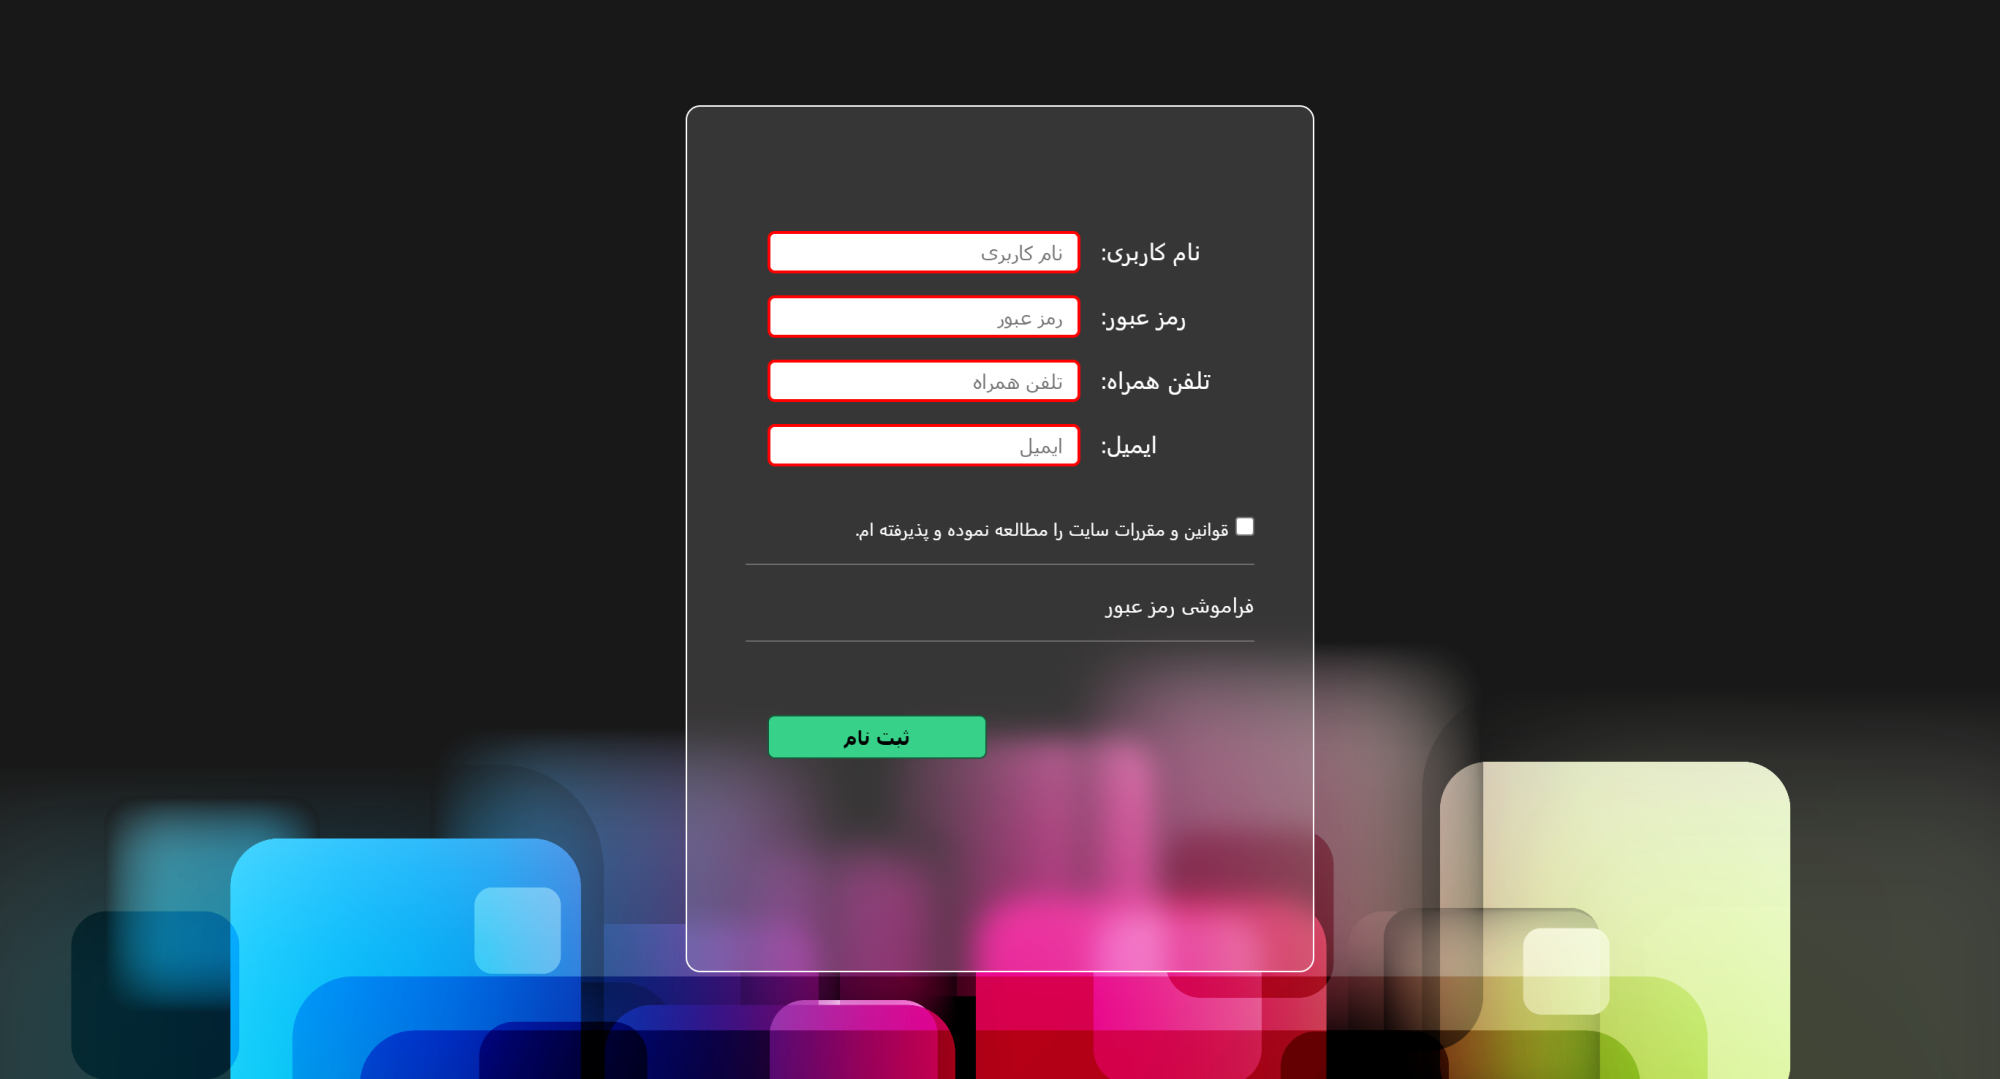 نام کاربری: نام کاربری
رمز عبور: رمز عبور
تلفن همراه: تلفن همراه
ایمیل: ایمیل
قوانین و مقررات سایت را مطالعه نموده و پذیرفته ام.
فراموشی رمز عبور
ثبت نام